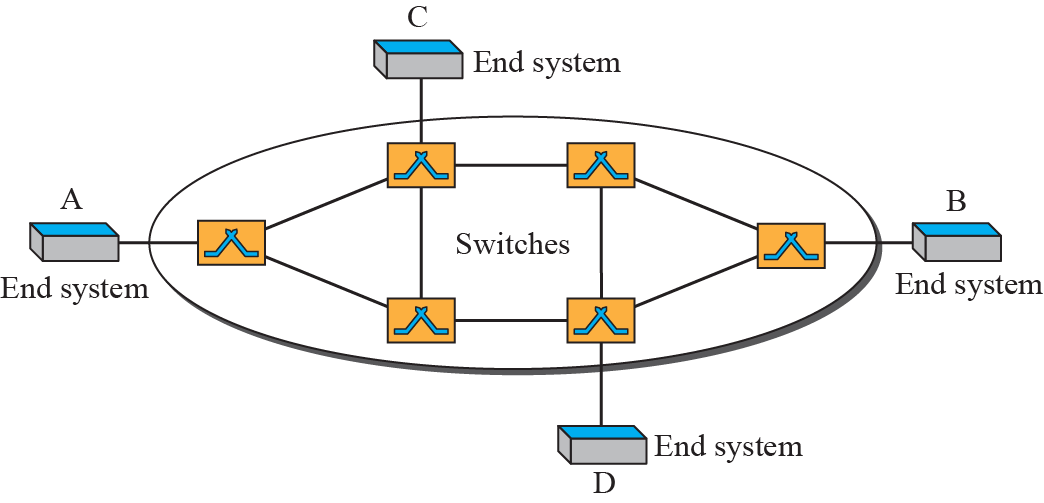 C
End system
A
End system
Switches
B
End system
End system
D